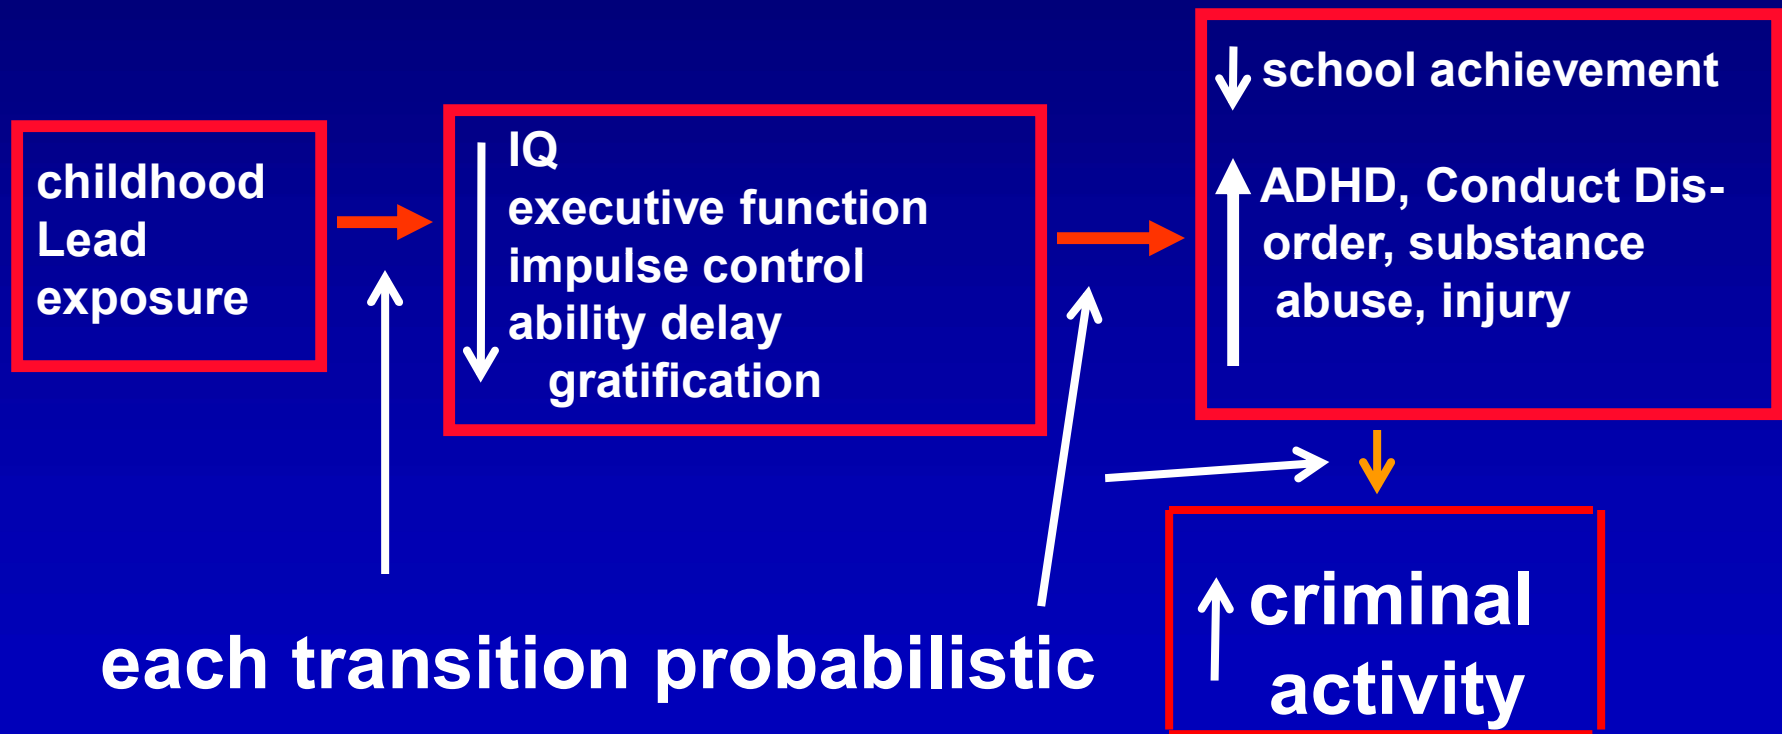 childhood
Lead
exposure
IQ
executive function
impulse control
ability delay
gratification
school achievement
ADHD, Conduct Dis-
order, substance
abuse, injury
each transition probabilistic
criminal
activity